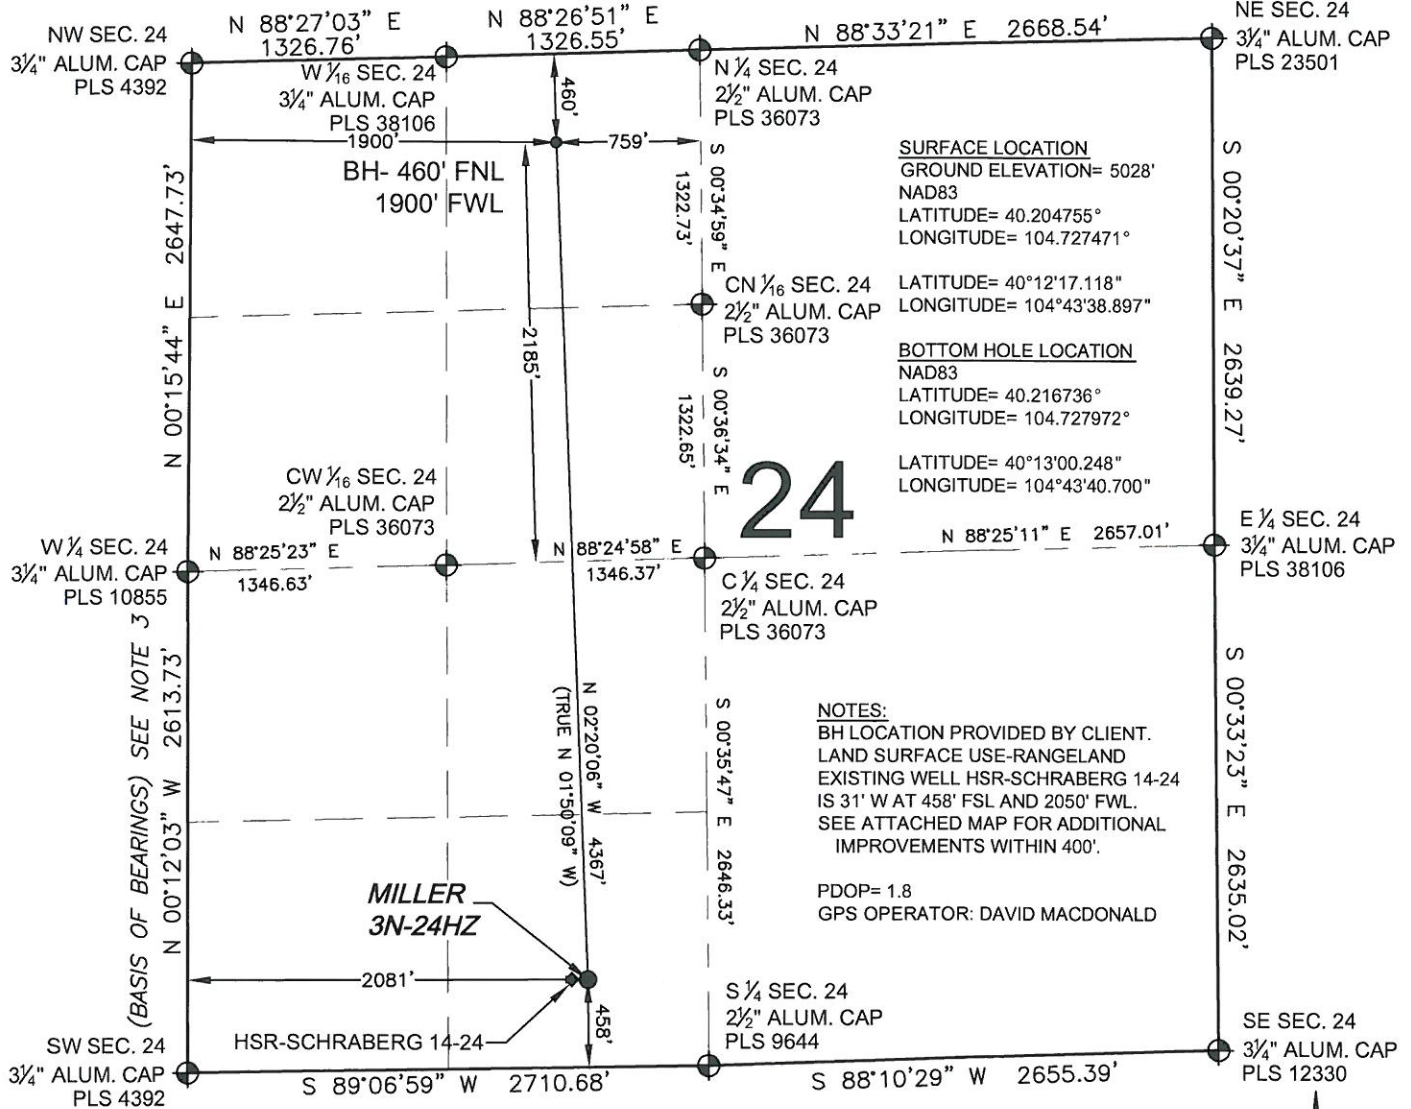 N 88°27'03" E
1326.76'
N 88°26'51" E
1326.55'
N 88°33'21" E 2668.54'
NW SEC. 24
3¼" ALUM. CAP
PLS 4392
W 1/16 SEC. 24
3¼" ALUM. CAP
PLS 38106
N ¼ SEC. 24
2½" ALUM. CAP
PLS 36073
NE SEC. 24
3¼" ALUM. CAP
PLS 23501
460'
1900'
759'
BH- 460' FNL
1900' FWL
N 00°15'44" E 2647.73'
S 00°34'59" E
1322.73'
2185'
SURFACE LOCATION
GROUND ELEVATION= 5028'
NAD83
LATITUDE= 40.204755°
LONGITUDE= 104.727471°
LATITUDE= 40°12'17.118"
LONGITUDE= 104°43'38.897"
BOTTOM HOLE LOCATION
NAD83
LATITUDE= 40.216736°
LONGITUDE= 104.727972°
LATITUDE= 40°13'00.248"
LONGITUDE= 104°43'40.700"
S 00°20'37" E 2639.27'
CN 1/16 SEC. 24
2½" ALUM. CAP
PLS 36073
S 00°36'34" E
1322.65'
24
CW 1/16 SEC. 24
2½" ALUM. CAP
PLS 36073
W ¼ SEC. 24
3¼" ALUM. CAP
PLS 10855
N 88°25'23" E
1346.63'
N 88°24'58" E
1346.37'
N 88°25'11" E 2657.01'
C ¼ SEC. 24
2½" ALUM. CAP
PLS 36073
E ¼ SEC. 24
3¼" ALUM. CAP
PLS 38106
(BASIS OF BEARINGS) SEE NOTE 3
N 00°12'03" W 2613.73'
N 02°20'06" W 4367'
(TRUE N 01°50'09" W)
S 00°35'47" E 2646.33'
S 00°33'23" E 2635.02'
NOTES:
BH LOCATION PROVIDED BY CLIENT.
LAND SURFACE USE-RANGELAND
EXISTING WELL HSR-SCHRABERG 14-24
IS 31' W AT 458' FSL AND 2050' FWL.
SEE ATTACHED MAP FOR ADDITIONAL
IMPROVEMENTS WITHIN 400'.
PDOP= 1.8
GPS OPERATOR: DAVID MACDONALD
MILLER
3N-24HZ
2081'
458'
HSR-SCHRABERG 14-24
SW SEC. 24
3¼" ALUM. CAP
PLS 4392
S 89°06'59" W 2710.68'
S ¼ SEC. 24
2½" ALUM. CAP
PLS 9644
S 88°10'29" W 2655.39'
SE SEC. 24
3¼" ALUM. CAP
PLS 12330